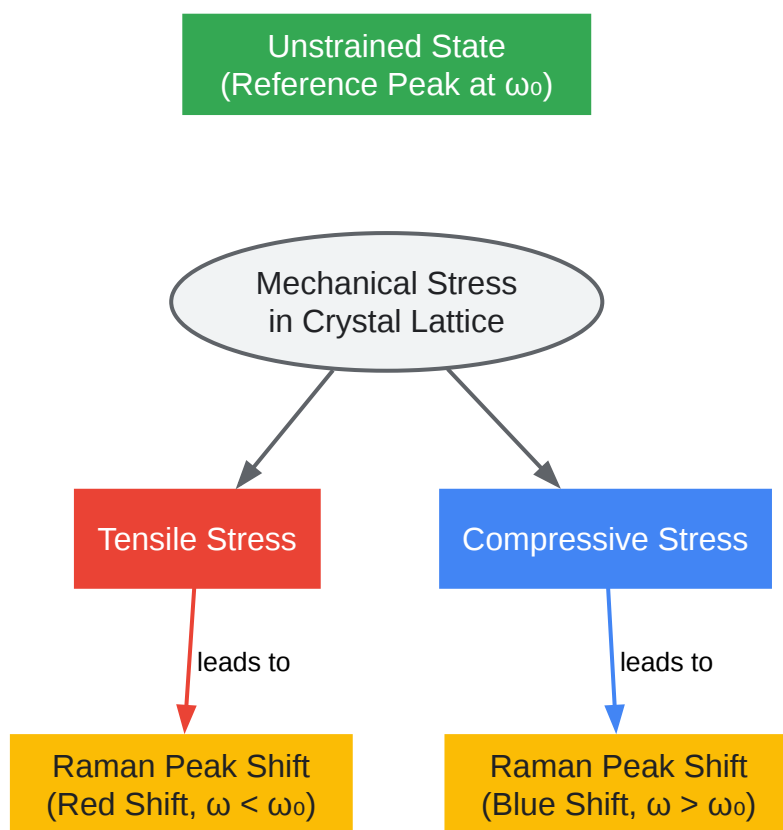 Unstrained State
(Reference Peak at ω₀)
Mechanical Stress
in Crystal Lattice
Tensile Stress
Compressive Stress
leads to
leads to
Raman Peak Shift
(Red Shift, ω < ω₀)
Raman Peak Shift
(Blue Shift, ω > ω₀)